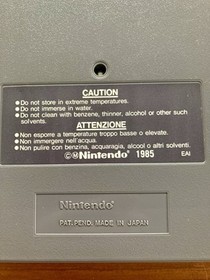 CAUTION
●Do not store in extreme temperatures.
●Do not immerse in water.
●Do not clean with benzene, thinner, alcohol or other such
solvents.
ATTENZIONE
●Non esporre a temperature troppo basse o elevate.
●Non immergere nell'acqua.
●Non pulire con benzina, acquaragia, alcool o altri solventi.
©ⓂNintendo 1985 EAI
Nintendo
PAT. PEND. MADE IN JAPAN